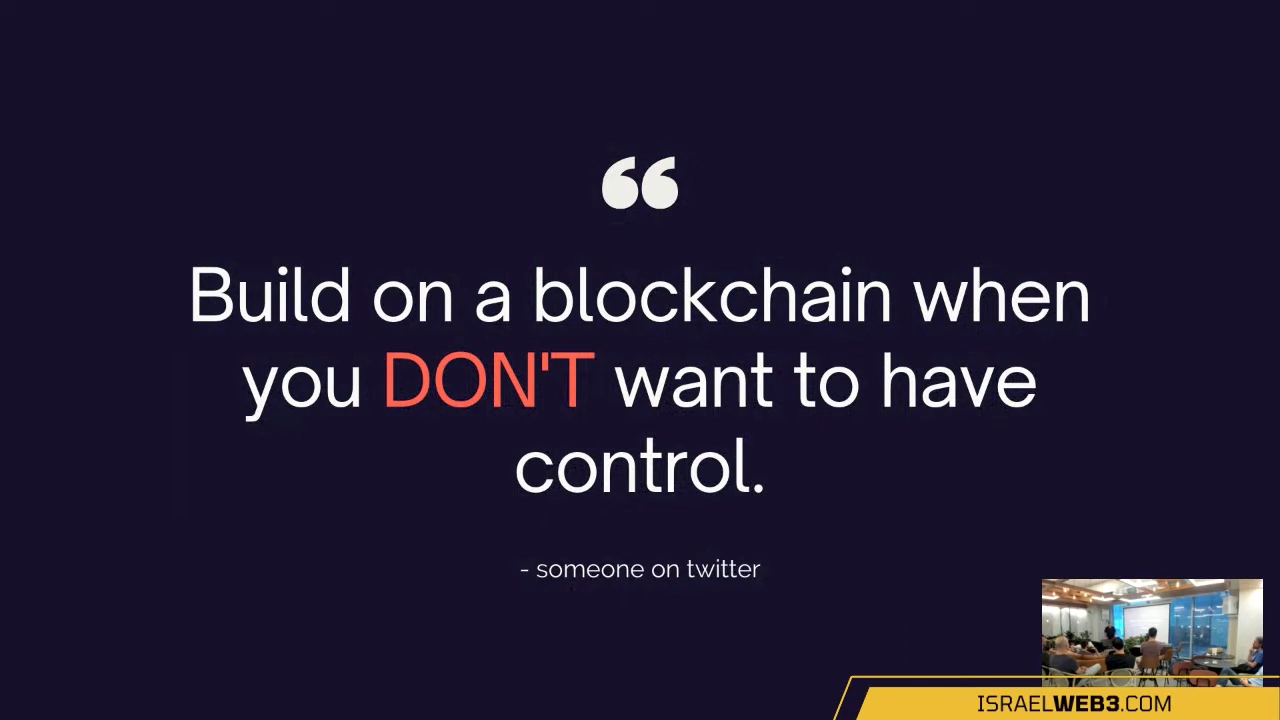 “
Build on a blockchain when
you DON'T want to have
control.
- someone on twitter
ISRAELWEB3.COM